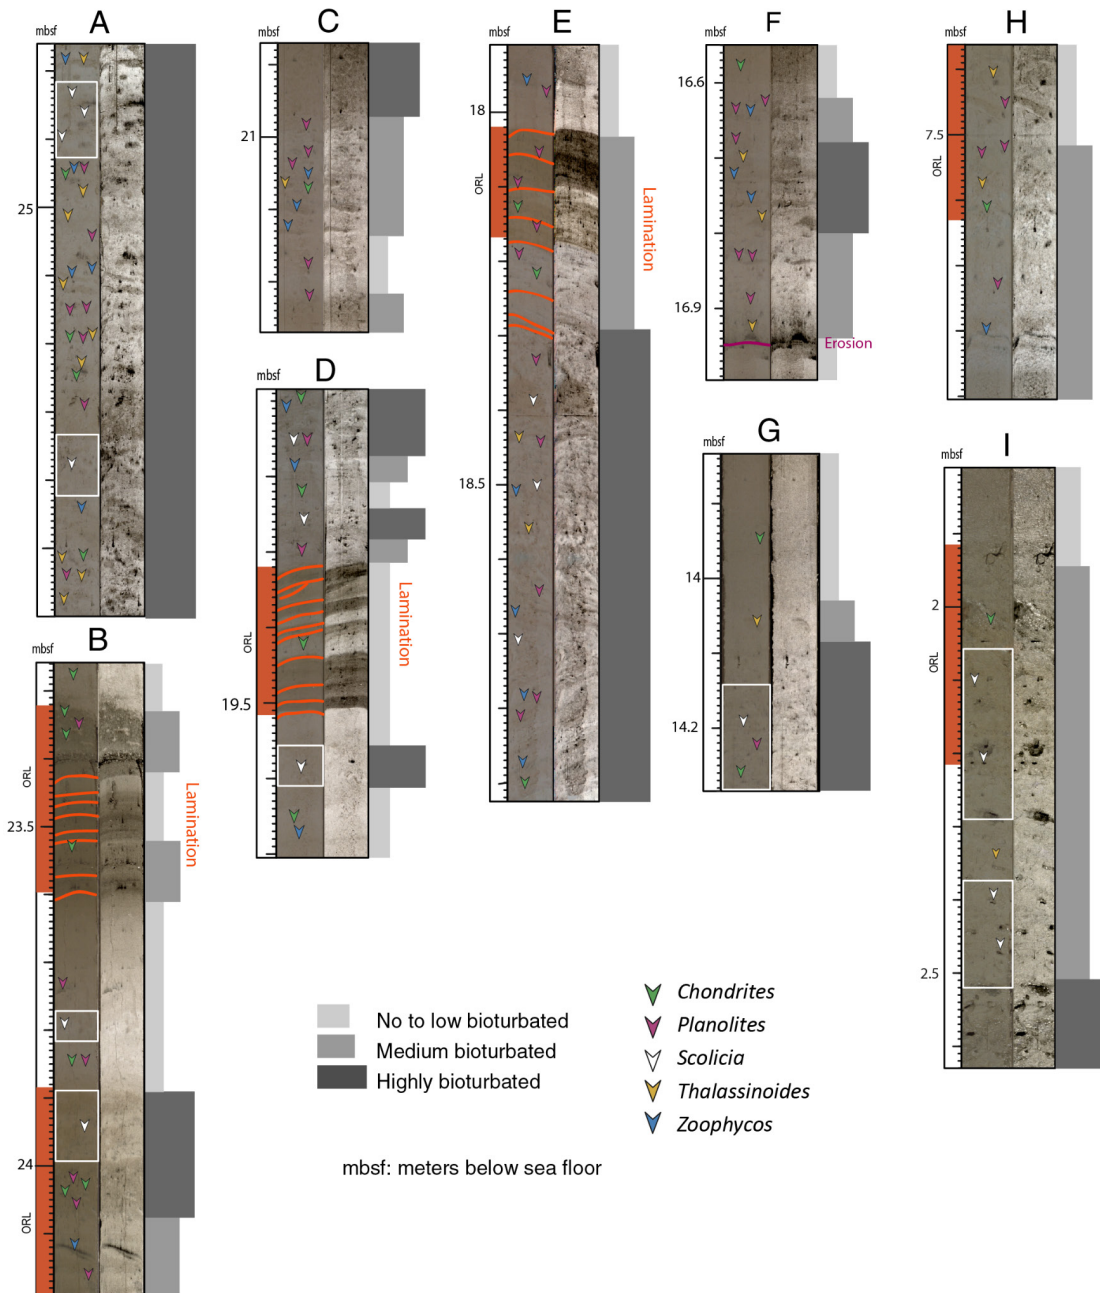 A
mbsf
25
B
mbsf
ORL
23.5
Lamination
24
ORL
C
mbsf
21
D
mbsf
ORL
19.5
Lamination
E
mbsf
18
ORL
Lamination
18.5
F
mbsf
16.6
16.9
Erosion
G
mbsf
14
14.2
H
mbsf
7.5
ORL
I
mbsf
2
ORL
2.5
No to low bioturbated
Medium bioturbated
Highly bioturbated
Chondrites
Planolites
Scolicia
Thalassinoides
Zoophycos
mbsf: meters below sea floor